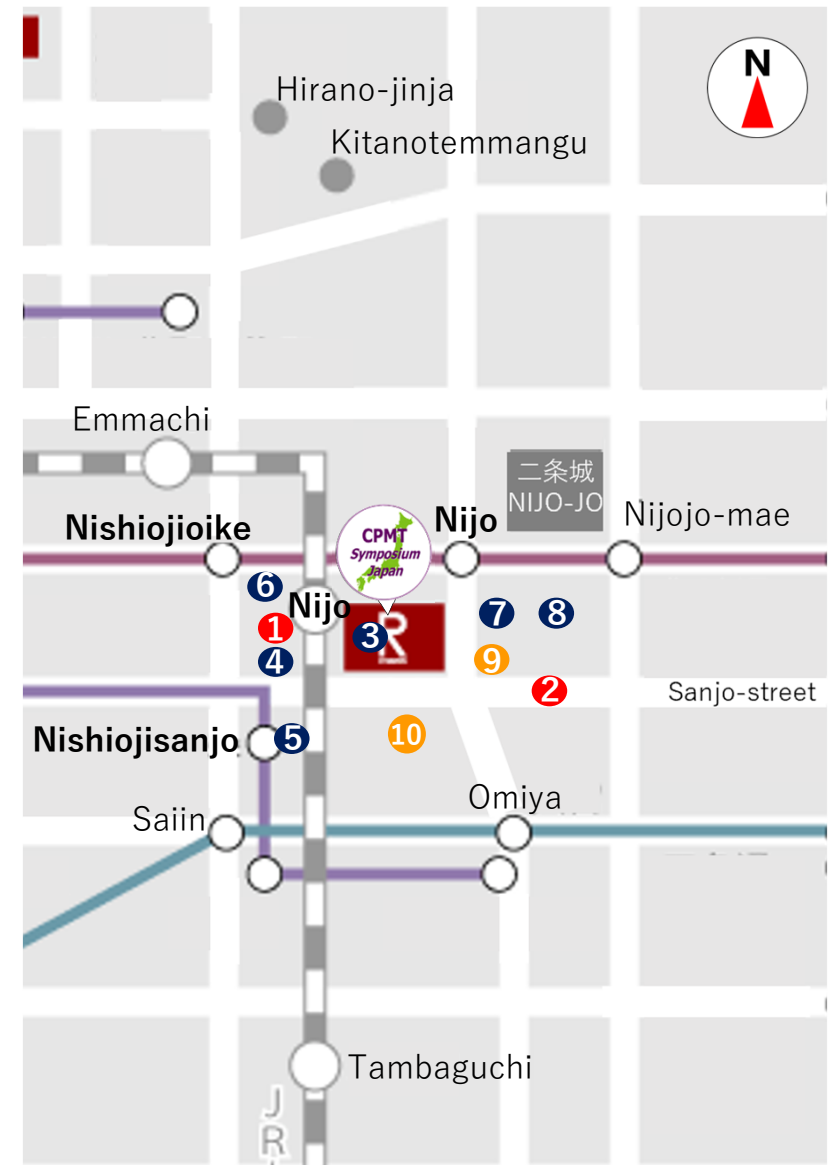 N
Hirano-jinja
Kitanotemmangu
Emmachi
二条城
NIJO-JO
Nishiojioike
CPMT
Symposium
Japan
Nijo
Nijojo-mae
6
Nijo
7
8
1
3
R
4
9
2
Sanjo-street
Nishiojisanjo
5
10
Saiin
Omiya
Tambaguchi
J
R